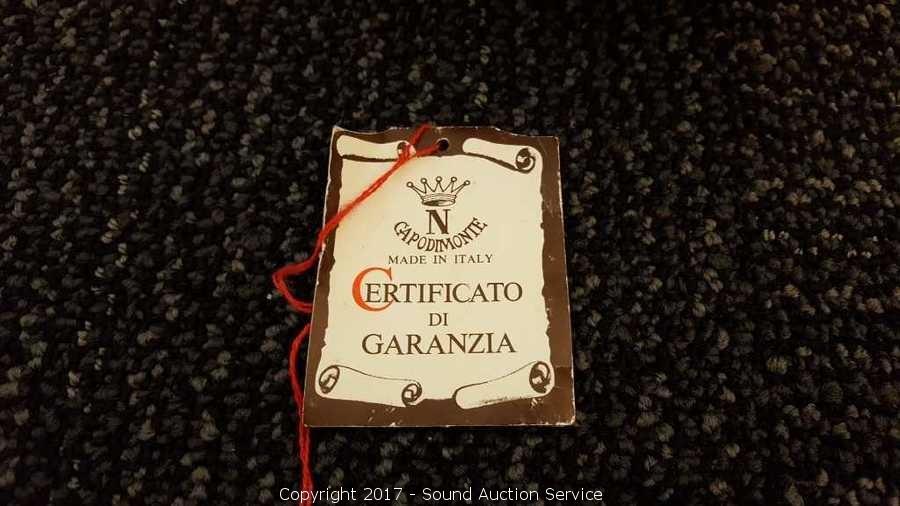 N
CAPODIMONTE
MADE IN ITALY
CERTIFICATO
DI
GARANZIA
Copyright 2017 - Sound Auction Service